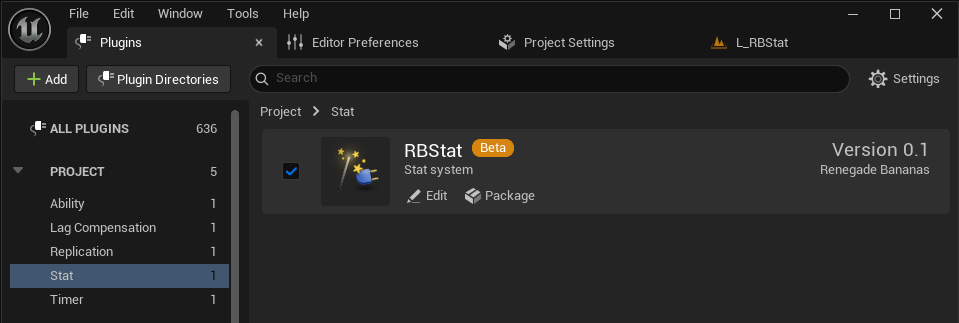 File Edit Window Tools Help
Plugins Editor Preferences Project Settings L_RBStat
Add Plugin Directories Search Settings
Project Stat
ALL PLUGINS 636
PROJECT 5
Ability 1
Lag Compensation 1
Replication 1
Stat 1
Timer 1
RBStat Beta Version 0.1
Stat system Renegade Bananas
Edit Package